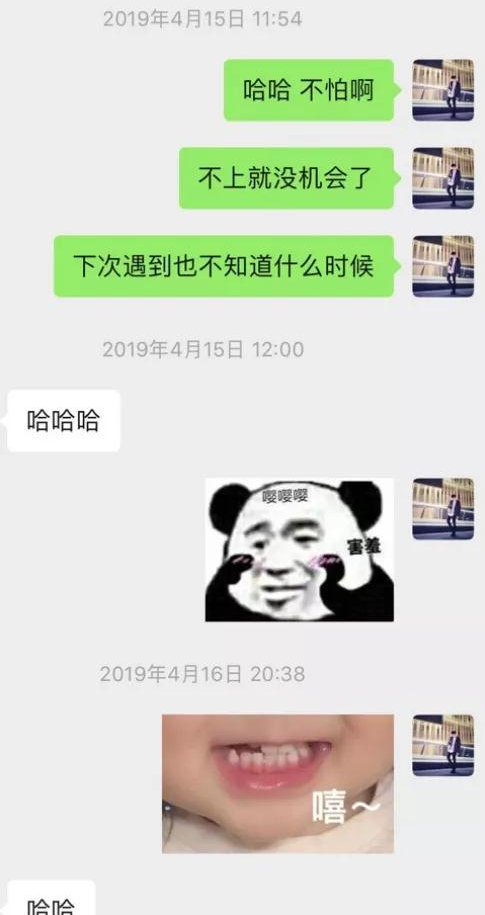 2019年4月15日 11:54
哈哈 不怕啊
不上就没机会了
下次遇到也不知道什么时候
2019年4月15日 12:00
哈哈哈
嘤嘤嘤
害羞
2019年4月16日 20:38
嘻～
哈哈